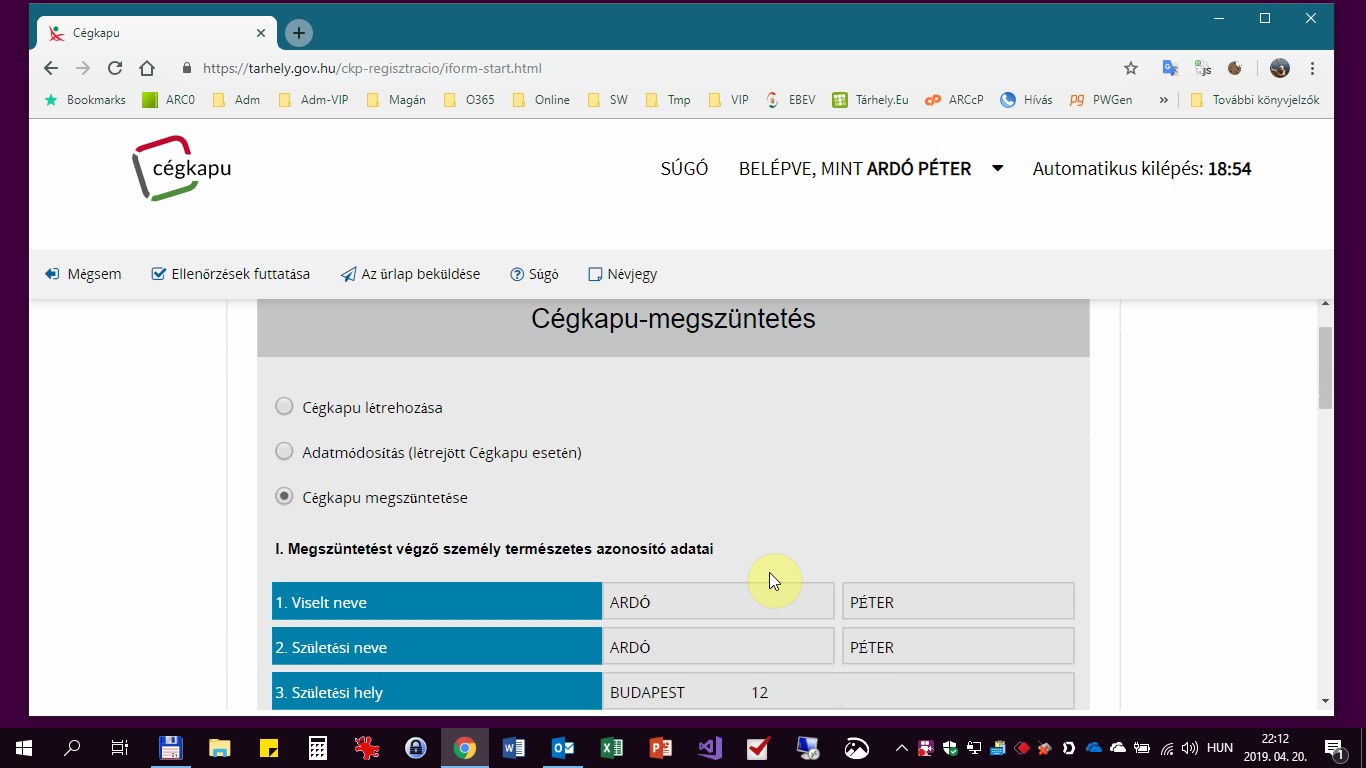 Cégkapu
https://tarhely.gov.hu/ckp-regisztracio/iform-start.html
Bookmarks ARC0 Adm Adm-VIP Magán O365 Online SW Tmp VIP EBEV Tárhely.Eu ARCcP Hívás PWGen » További könyvjelzők
cégkapu SÚGÓ BELÉPVE, MINT ARDÓ PÉTER Automatikus kilépés: 18:54
Mégsem Ellenőrzések futtatása Az űrlap beküldése Súgó Névjegy
Cégkapu-megszüntetés
Cégkapu létrehozása
Adatmódosítás (létrejött Cégkapu esetén)
Cégkapu megszüntetése
I. Megszüntetést végző személy természetes azonosító adatai
1. Viselt neve ARDÓ PÉTER
2. Születési neve ARDÓ PÉTER
3. Születési hely BUDAPEST 12
HUN 22:12
2019. 04. 20. 1